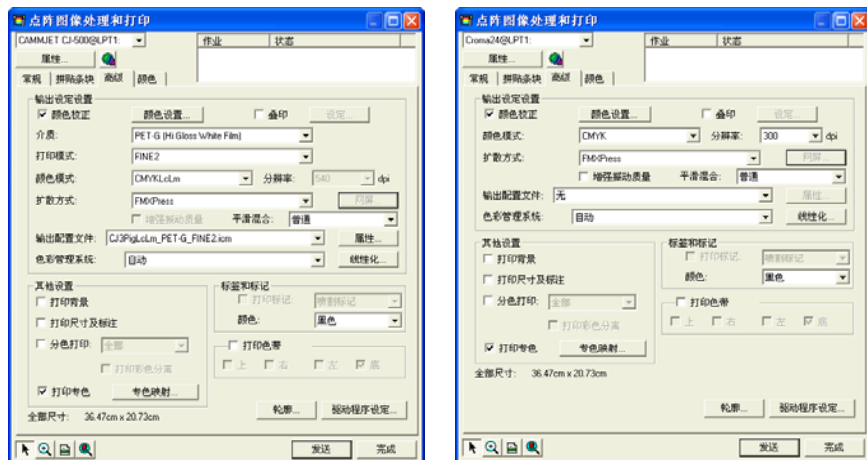 点阵图像处理和打印
CAMMJET CJ-500@LPT1:
作业 状态
属性...
常规 拼贴条块 高级 颜色
输出设定设置
颜色校正 颜色设置... 叠印 设定...
介质: PET-G (Hi Gloss White Film)
打印模式: FINE2
颜色模式: CMYKLcLm 分辨率: 540 dpi
扩散方式: FMXPress 网屏...
增强振动质量 平滑混合: 普通
输出配置文件: CJ3PigLcLm_PET-G_FINE2.icm 属性...
色彩管理系统: 自动 线性化...
其他设置
打印背景
打印尺寸及标注
分色打印: 全部
打印彩色分离
打印专色 专色映射...
标签和标记
打印标记: 喷割标记
颜色: 黑色
打印色带
上 右 左 底
全部尺寸: 36.47cm x 20.73cm
轮廓... 驱动程序设定...
发送 完成
点阵图像处理和打印
Croma24@LPT1:
作业 状态
属性...
常规 拼贴条块 高级 颜色
输出设定设置
颜色校正 颜色设置... 叠印 设定...
颜色模式: CMYK 分辨率: 300 dpi
扩散方式: FMXPress 网屏...
增强振动质量 平滑混合: 普通
输出配置文件: 无 属性...
色彩管理系统: 自动 线性化...
其他设置
打印背景
打印尺寸及标注
分色打印: 全部
打印彩色分离
打印专色 专色映射...
标签和标记
打印标记: 喷割标记
颜色: 黑色
打印色带
上 右 左 底
全部尺寸: 36.47cm x 20.73cm
轮廓... 驱动程序设定...
发送 完成